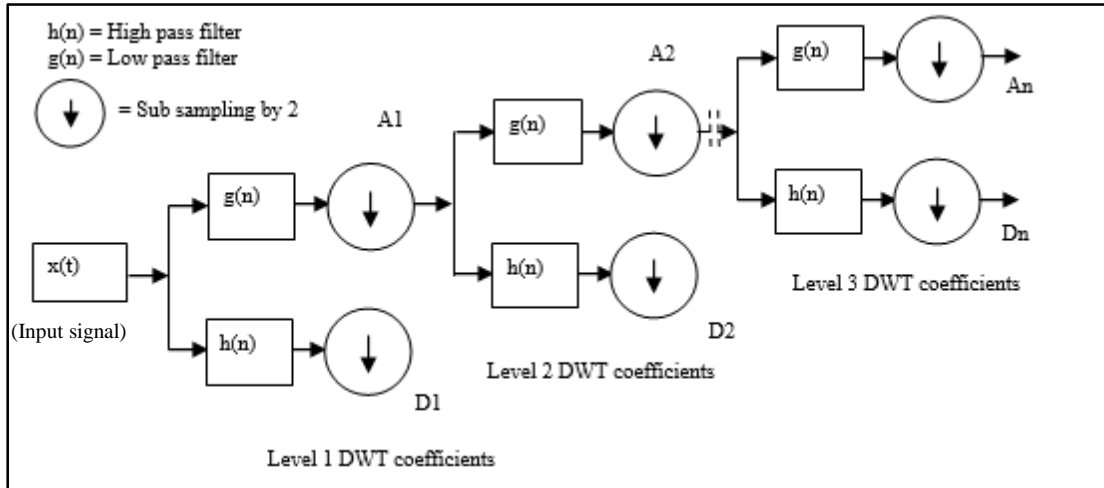 h(n) = High pass filter
g(n) = Low pass filter
= Sub sampling by 2
A1
A2
An
g(n)
g(n)
g(n)
x(t)
(Input signal)
h(n)
h(n)
h(n)
D1
D2
Dn
Level 1 DWT coefficients
Level 2 DWT coefficients
Level 3 DWT coefficients